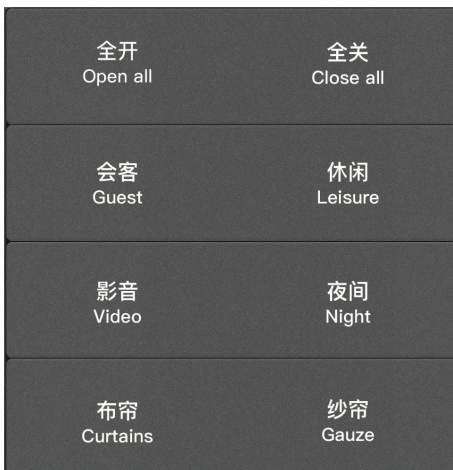 全开
Open all
全关
Close all
会客
Guest
休闲
Leisure
影音
Video
夜间
Night
布帘
Curtains
纱帘
Gauze